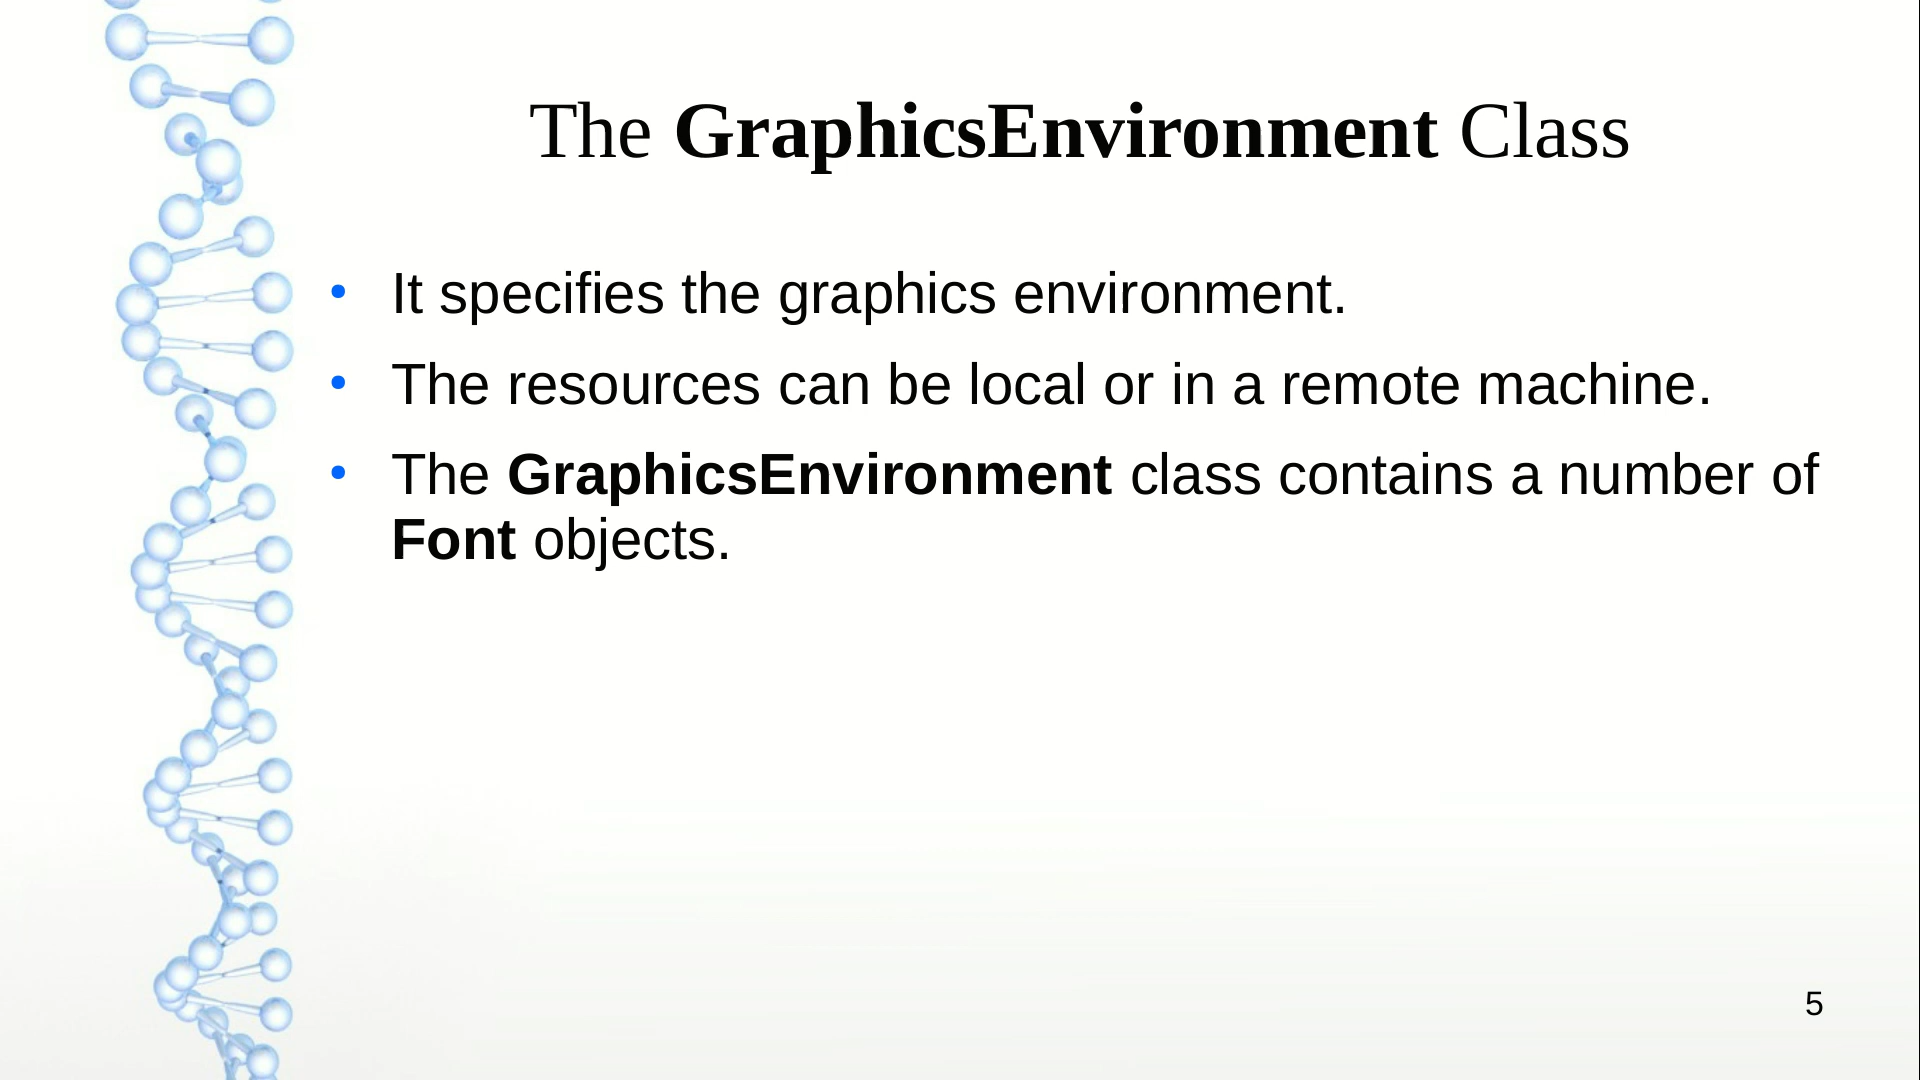 The GraphicsEnvironment Class
• It specifies the graphics environment.
• The resources can be local or in a remote machine.
• The GraphicsEnvironment class contains a number of
Font objects.
5